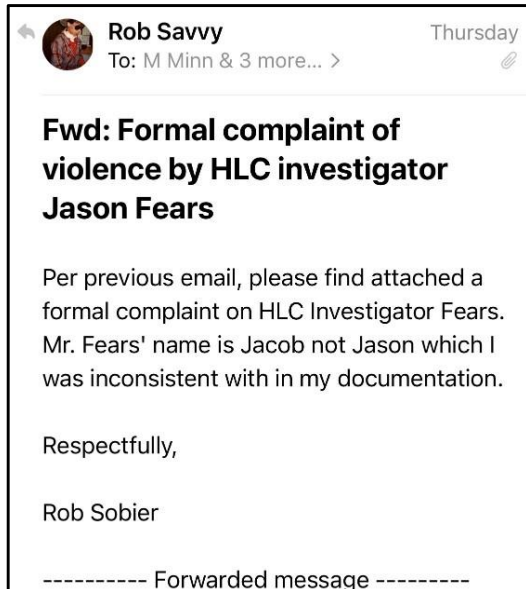 Rob Savvy
Thursday
To: M Minn & 3 more... >
Fwd: Formal complaint of
violence by HLC investigator
Jason Fears
Per previous email, please find attached a
formal complaint on HLC Investigator Fears.
Mr. Fears' name is Jacob not Jason which I
was inconsistent with in my documentation.
Respectfully,
Rob Sobier
---------- Forwarded message ---------